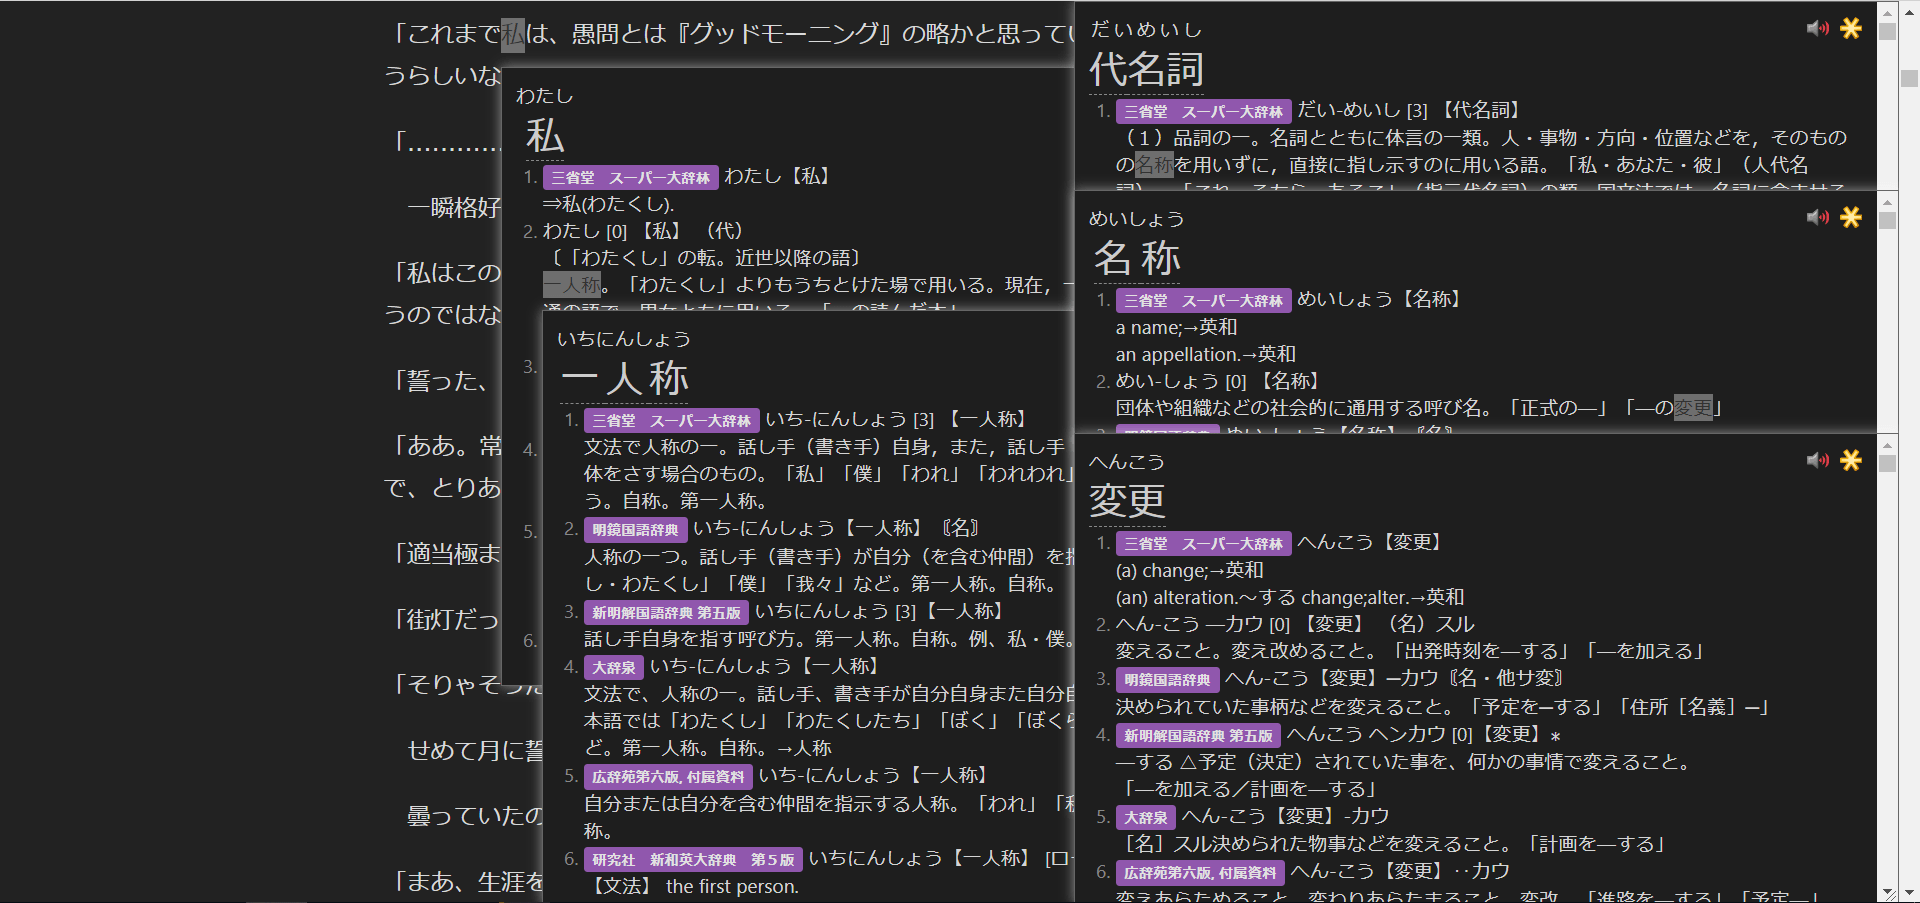 「これまで私は、愚問とは『グッドモーニング』の略かと思ってい
うらしいな
「…………
一瞬格好
「私はこの
うのではな
「誓った、
「ああ。常
で、とりあ
「適当極ま
「街灯だっ
「そりゃそった
せめて月に誓
曇っていたの
「まあ、生涯を
わたし
私
1. 三省堂　スーパー大辞林 わたし【私】
⇒私(わたくし).
2. わたし [0] 【私】 （代）
〔「わたくし」の転。近世以降の語〕
一人称。「わたくし」よりもうちとけた場で用いる。現在，一
3.
4.
5.
6.
いちにんしょう
一人称
1. 三省堂　スーパー大辞林 いち‐にんしょう [3] 【一人称】
文法で人称の一。話し手（書き手）自身，また，話し手
体をさす場合のもの。「私」「僕」「われ」「われわれ」
う。自称。第一人称。
2. 明鏡国語辞典 いち‐にんしょう【一人称】〘名〙
人称の一つ。話し手（書き手）が自分（を含む仲間）を指
し・わたくし」「僕」「我々」など。第一人称。自称。
3. 新明解国語辞典 第五版 いちにんしょう [3]【一人称】
話し手自身を指す呼び方。第一人称。自称。例、私・僕。
4. 大辞泉 いち‐にんしょう【一人称】
文法で、人称の一。話し手、書き手が自分自身また自分自
本語では「わたくし」「わたくしたち」「ぼく」「ぼくら
ど。第一人称。自称。→人称
5. 広辞苑第六版, 付属資料 いち‐にんしょう【一人称】
自分または自分を含む仲間を指示する人称。「われ」「私
称。
6. 研究社　新和英大辞典　第５版 いちにんしょう【一人称】 [ロー
【文法】 the first person.
だいめいし
代名詞
1. 三省堂　スーパー大辞林 だい‐めいし [3] 【代名詞】
（１）品詞の一。名詞とともに体言の一類。人・事物・方向・位置などを，そのもの
の名称を用いずに，直接に指し示すのに用いる語。「私・あなた・彼」（人代名
めいしょう
名称
1. 三省堂　スーパー大辞林 めいしょう【名称】
a name;→英和
an appellation.→英和
2. めい‐しょう [0] 【名称】
団体や組織などの社会的に通用する呼び名。「正式の―」「―の変更」
へんこう
変更
1. 三省堂　スーパー大辞林 へんこう【変更】
(a) change;→英和
(an) alteration.〜する change;alter.→英和
2. へん‐こう ―カウ [0] 【変更】 （名）スル
変えること。変え改めること。「出発時刻を―する」「―を加える」
3. 明鏡国語辞典 へん‐こう【変更】━カウ〘名・他サ変〙
決められていた事柄などを変えること。「予定を━する」「住所［名義］━」
4. 新明解国語辞典 第五版 へんこう ヘンカウ [0]【変更】＊
―する △予定（決定）されていた事を、何かの事情で変えること。
「―を加える／計画を―する」
5. 大辞泉 へん‐こう【変更】‐カウ
［名］スル決められた物事などを変えること。「計画を―する」
6. 広辞苑第六版, 付属資料 へん‐こう【変更】‥カウ
変えあらためること。変わりあらたまること。変改。「進路を―する」「予定―」